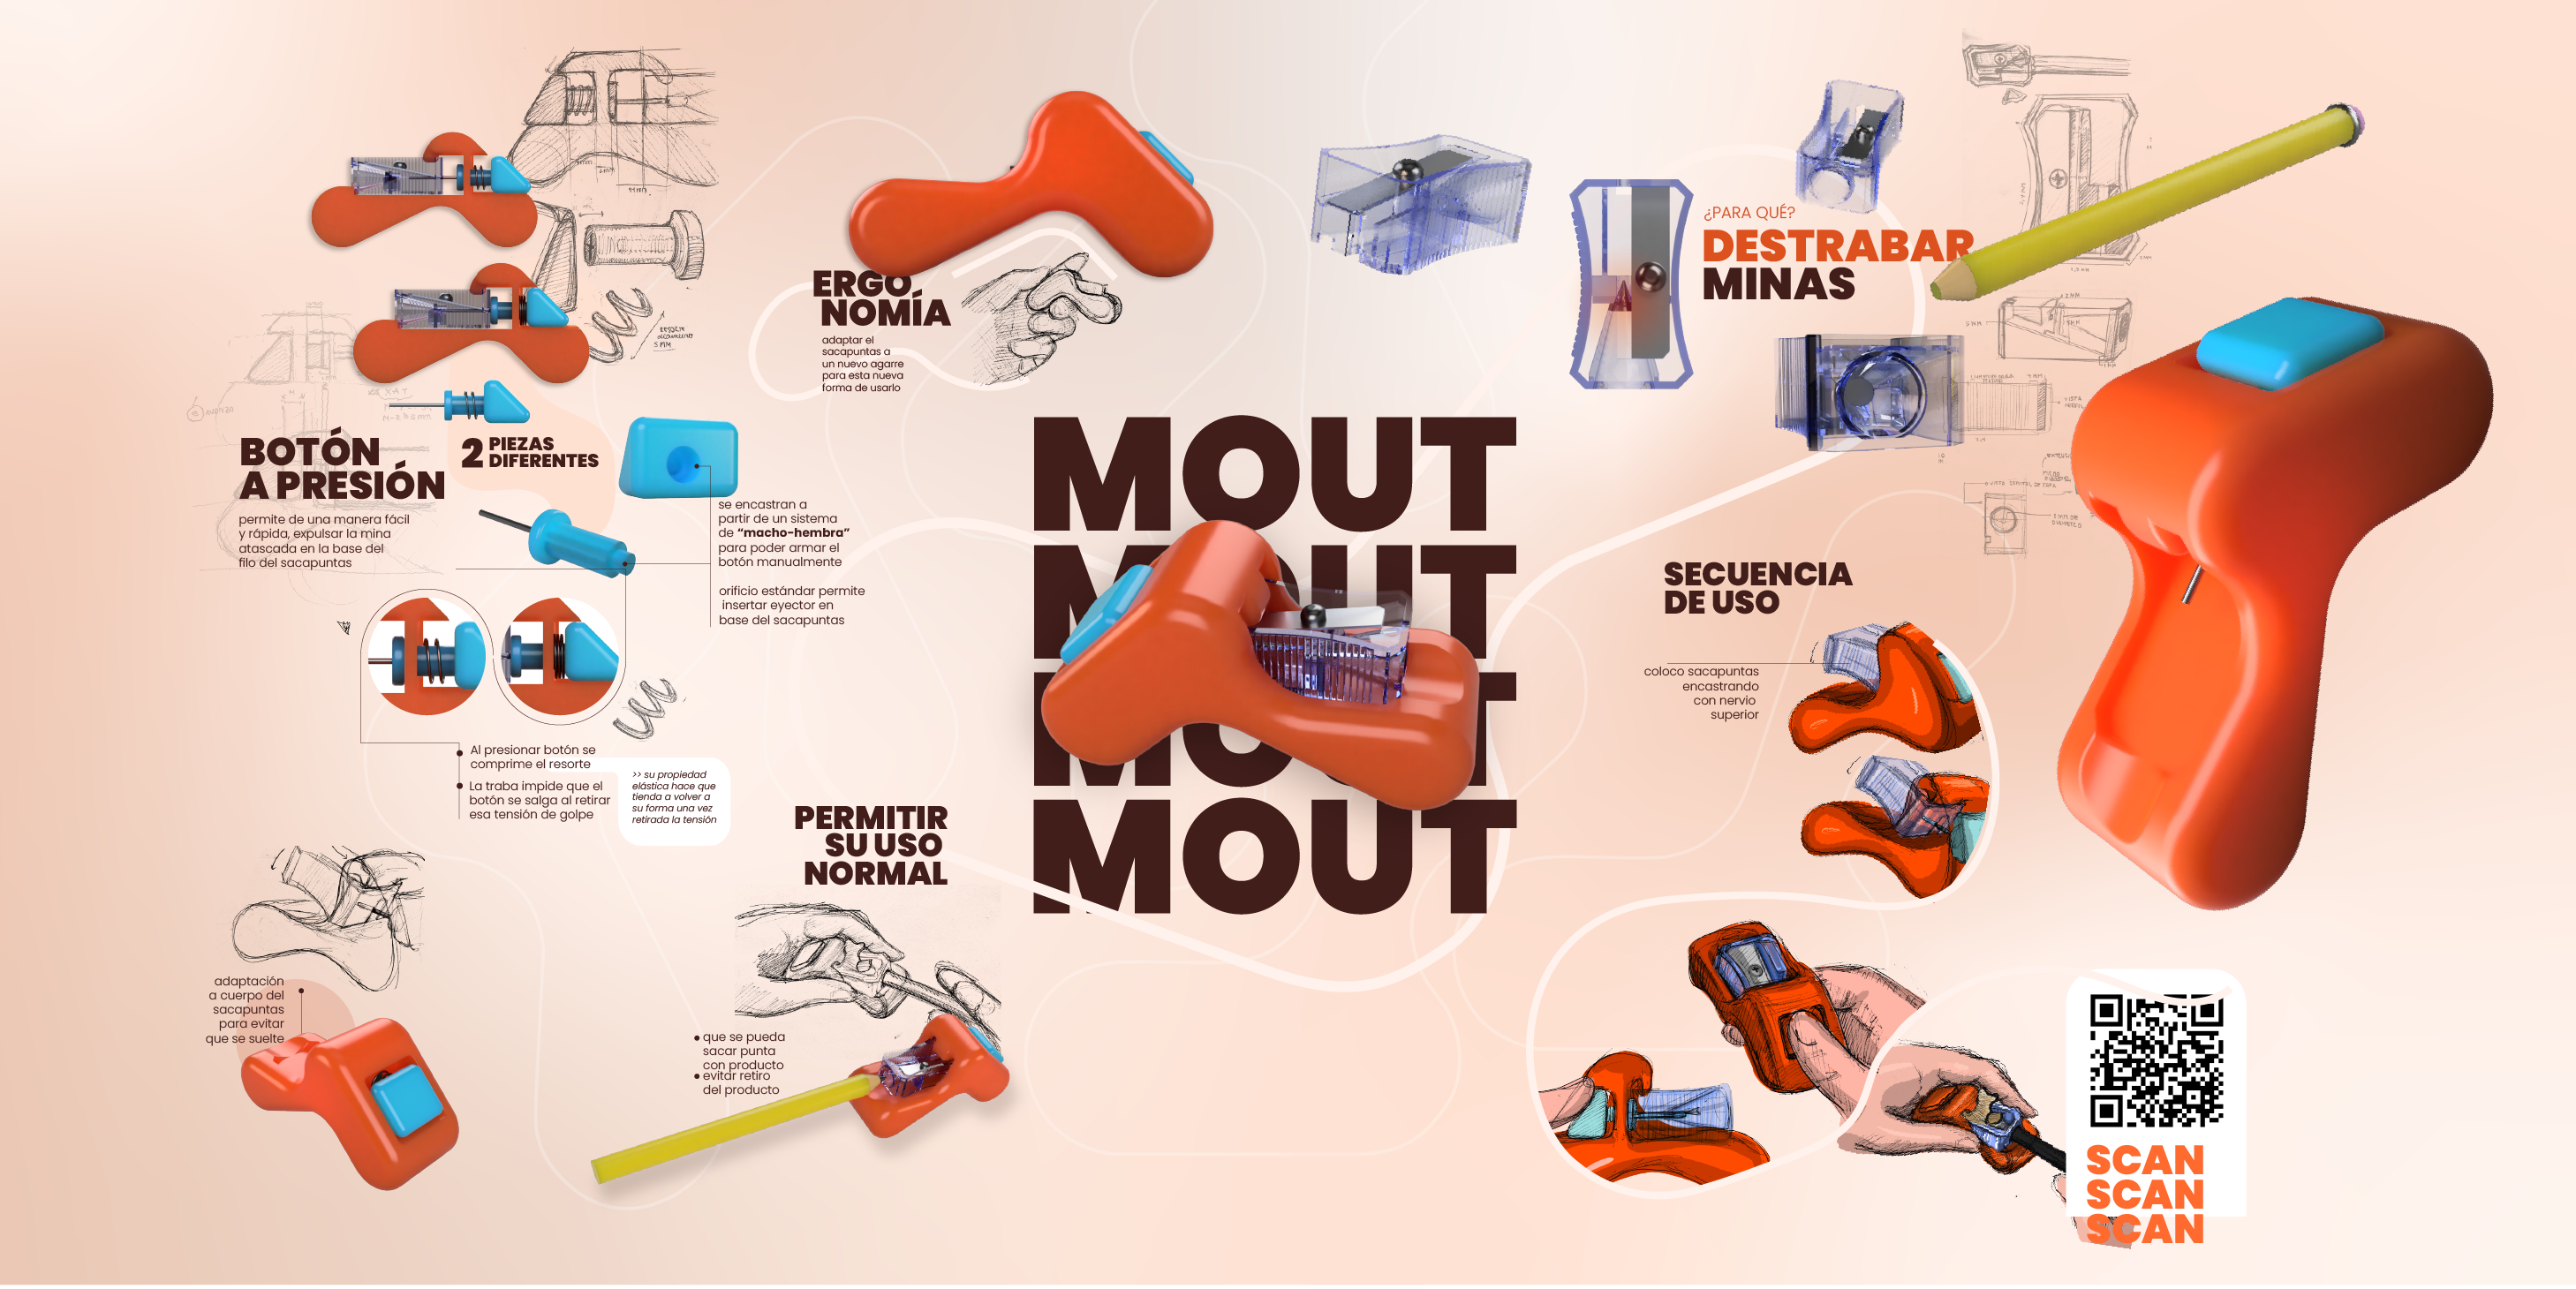 ERGO
NOMÍA
adaptar el
sacapuntas a
un nuevo agarre
para esta nueva
forma de usarlo
BOTÓN
A PRESIÓN
permite de una manera fácil
y rápida, expulsar la mina
atascada en la base del
filo del sacapuntas
2 PIEZAS
DIFERENTES
se encastran a
partir de un sistema
de “macho-hembra”
para poder armar el
botón manualmente
orificio estándar permite
insertar eyector en
base del sacapuntas
Al presionar botón se
comprime el resorte
La traba impide que el
botón se salga al retirar
esa tensión de golpe
>> su propiedad
elástica hace que
tienda a volver a
su forma una vez
retirada la tensión
adaptación
a cuerpo del
sacapuntas
para evitar
que se suelte
PERMITIR
SU USO
NORMAL
que se pueda
sacar punta
con producto
evitar retiro
del producto
MOUT
MOUT
MOUT
MOUT
¿PARA QUÉ?
DESTRABAR
MINAS
SECUENCIA
DE USO
coloco sacapuntas
encastrando
con nervio
superior
SCAN
SCAN
SCAN